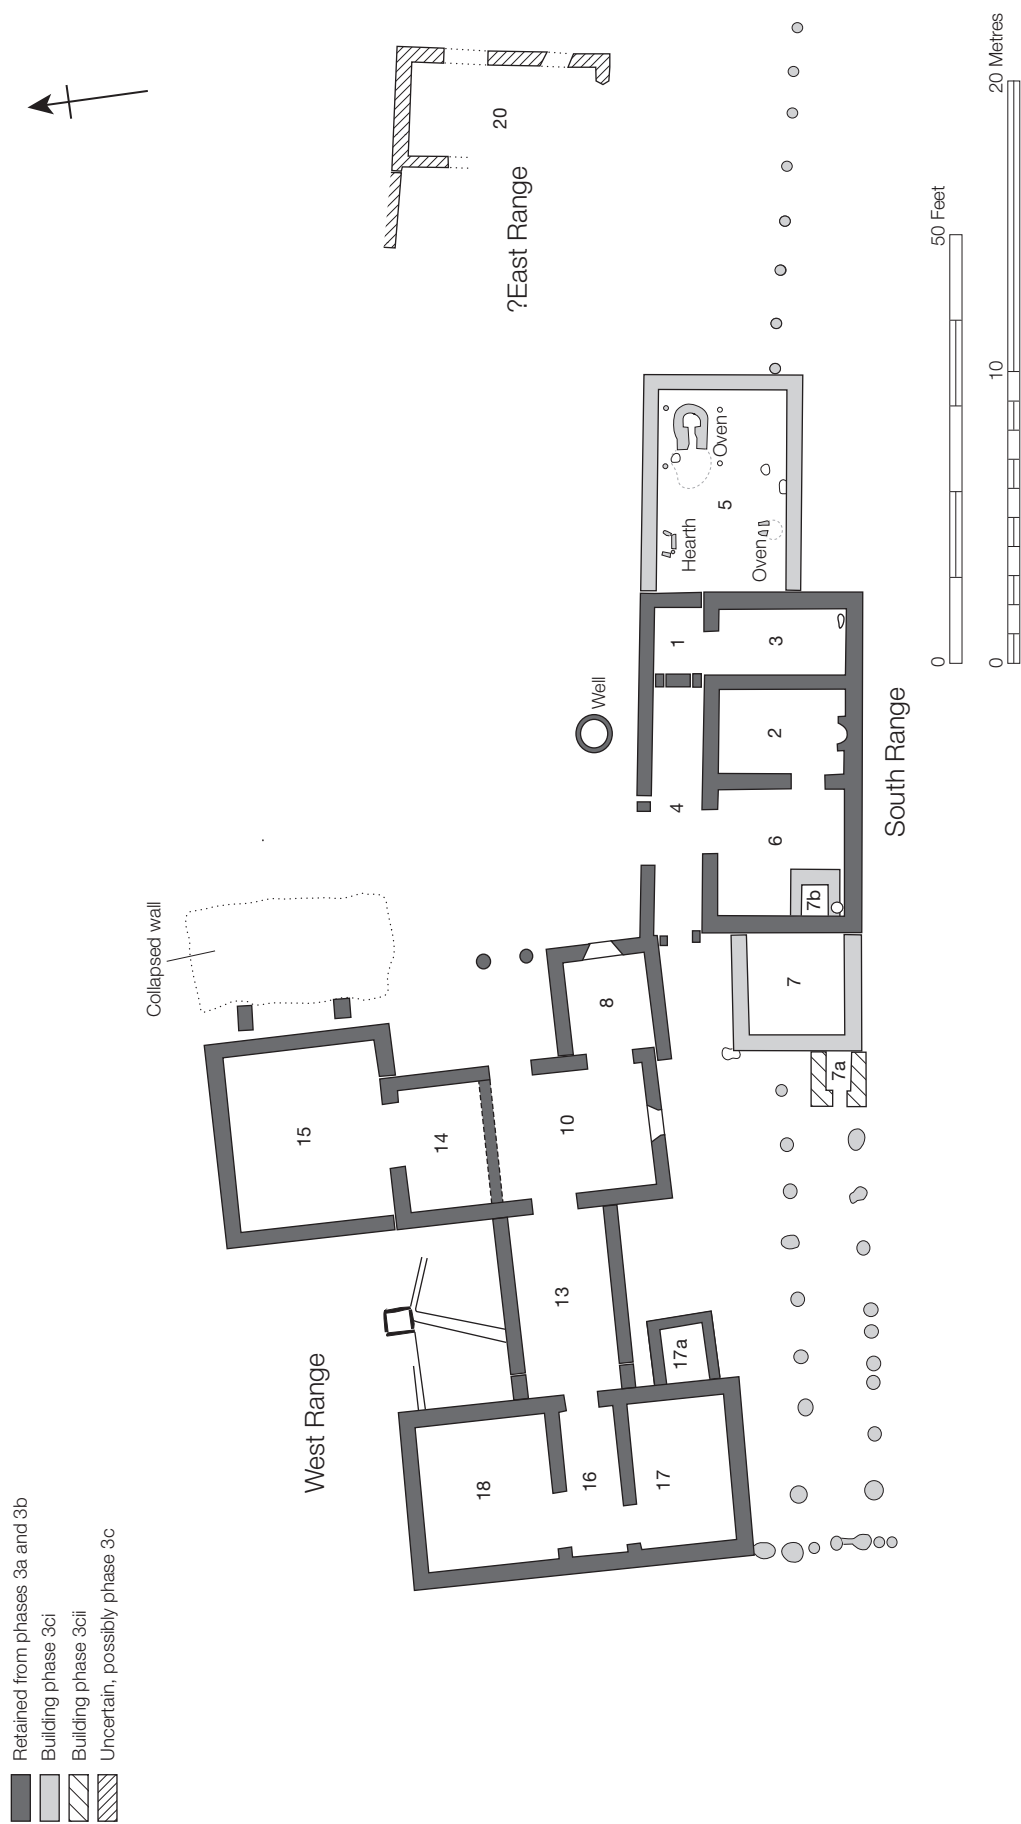 Retained from phases 3a and 3b
Building phase 3ci
Building phase 3cii
Uncertain, possibly phase 3c
West Range
Collapsed wall
15
14
18
16
17
17a
13
10
8
?East Range
20
Well
Hearth
Oven
Oven
5
1
3
4
2
6
7b
7
7a
South Range
0
50 Feet
0
10
20 Metres